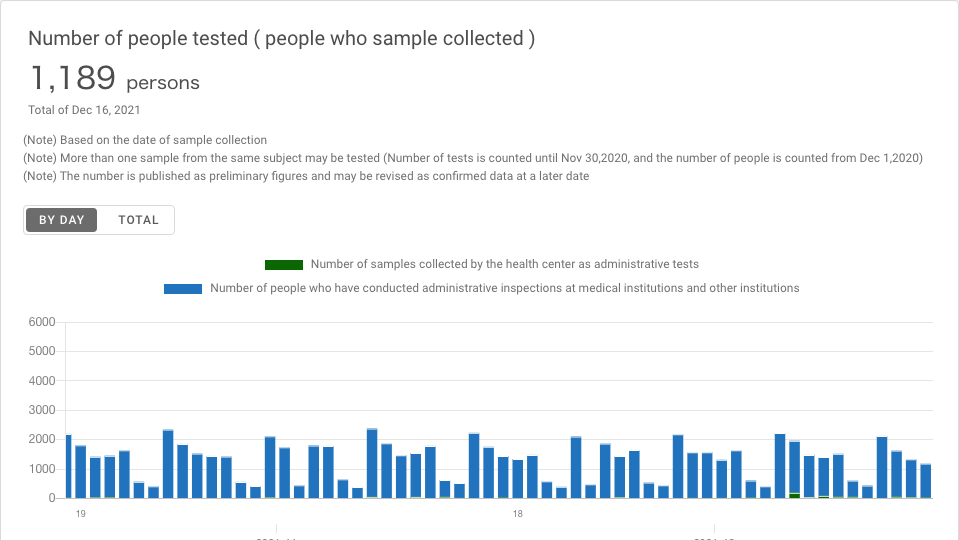 Number of people tested ( people who sample collected )
1,189 persons
Total of Dec 16, 2021
(Note) Based on the date of sample collection
(Note) More than one sample from the same subject may be tested (Number of tests is counted until Nov 30,2020, and the number of people is counted from Dec 1,2020)
(Note) The number is published as preliminary figures and may be revised as confirmed data at a later date
BY DAY TOTAL
Number of samples collected by the health center as administrative tests
Number of people who have conducted administrative inspections at medical institutions and other institutions
6000
5000
4000
3000
2000
1000
0
19 18